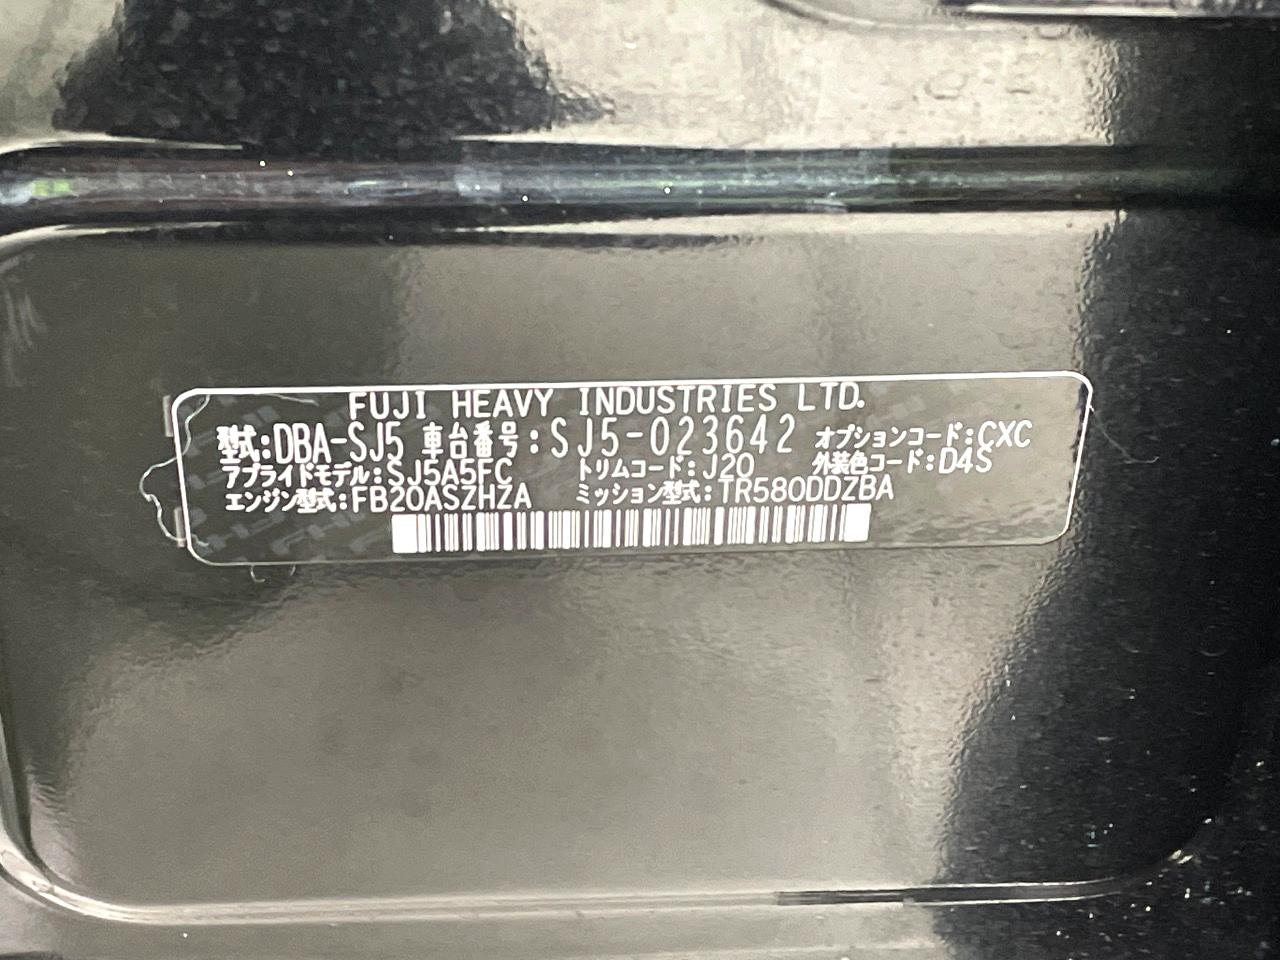 FUJI HEAVY INDUSTRIES LTD.
型式:DBA-SJ5 車台番号:SJ5-023642 オプションコード:CXC
アプライドモデル:SJ5A5FC トリムコード:J20 外装色コード:D4S
エンジン型式:FB20ASZHZA ミッション型式:TR580DDZBA